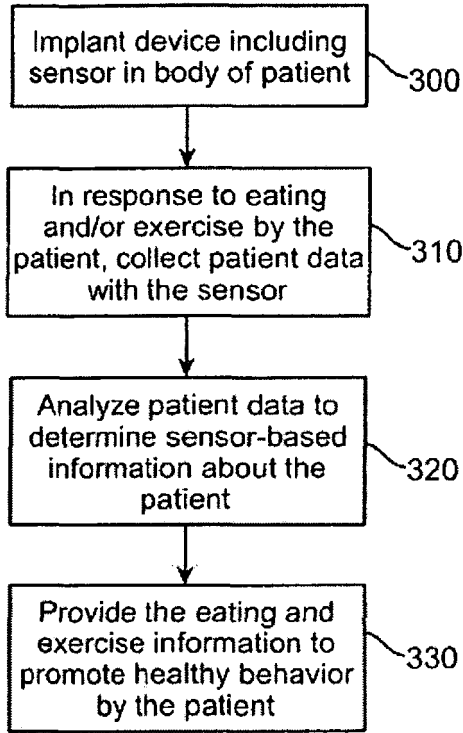 Implant device including
sensor in body of patient
300
In response to eating
and/or exercise by the
patient, collect patient data
with the sensor
310
Analyze patient data to
determine sensor-based
information about the
patient
320
Provide the eating and
exercise information to
promote healthy behavior
by the patient
330